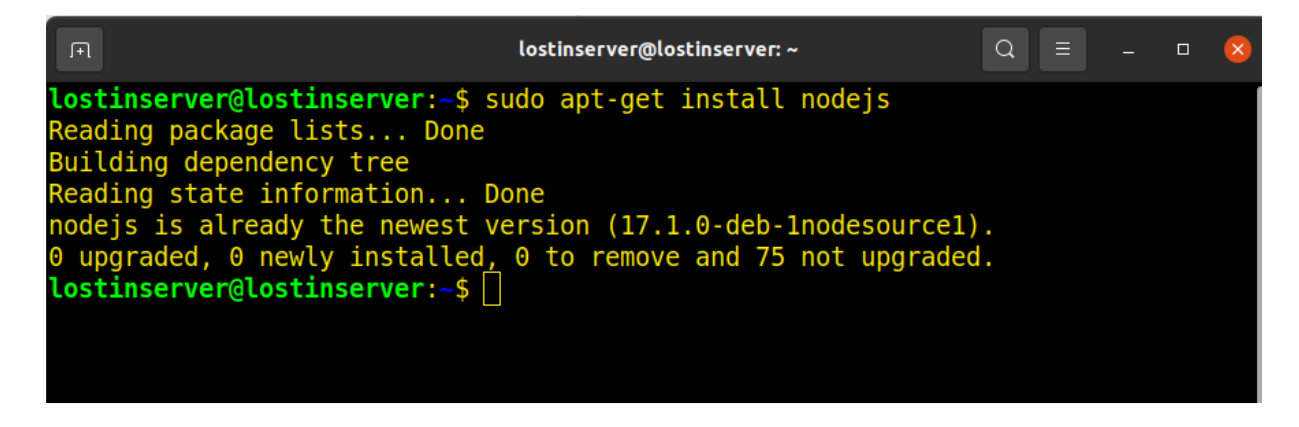 lostinserver@lostinserver: ~
lostinserver@lostinserver:~$ sudo apt-get install nodejs
Reading package lists... Done
Building dependency tree
Reading state information... Done
nodejs is already the newest version (17.1.0-deb-1nodesource1).
0 upgraded, 0 newly installed, 0 to remove and 75 not upgraded.
lostinserver@lostinserver:~$